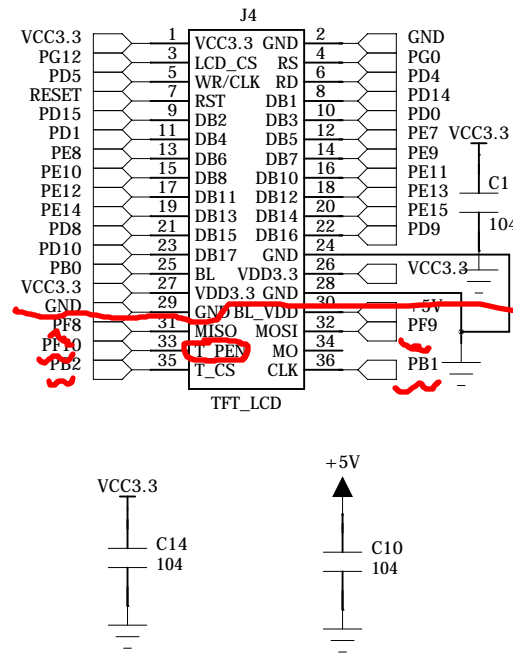 J4
VCC3.3 1 VCC3.3 GND 2 GND
PG12 3 LCD_CS RS 4 PG0
PD5 5 WR/CLK RD 6 PD4
RESET 7 RST DB1 8 PD14
PD15 9 DB2 DB3 10 PD0
PD1 11 DB4 DB5 12 PE7 VCC3.3
PE8 13 DB6 DB7 14 PE9
PE10 15 DB8 DB10 16 PE11
PE12 17 DB11 DB12 18 PE13 C1
PE14 19 DB13 DB14 20 PE15
PD8 21 DB15 DB16 22 PD9 104
PD10 23 DB17 GND 24
PB0 25 BL VDD3.3 26 VCC3.3
VCC3.3 27 VDD3.3 GND 28
GND 29 GND BL_VDD 30 +5V
PF8 31 MISO MOSI 32 PF9
PF10 33 T_PEN MO 34
PB2 35 T_CS CLK 36 PB1
TFT_LCD
VCC3.3 +5V
C14 C10
104 104